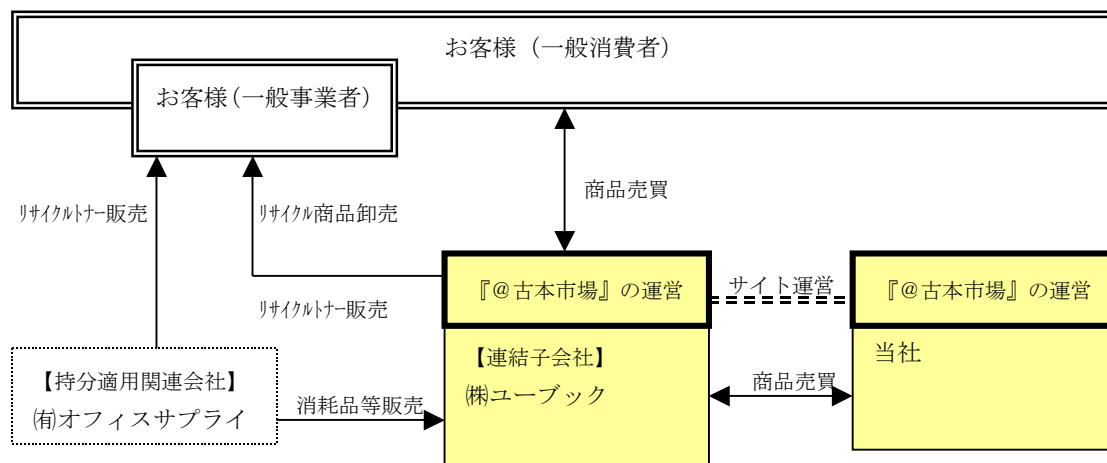 お客様（一般消費者）
お客様（一般事業者）
商品売買
ﾘｻｲｸﾙﾄﾅｰ販売
ﾘｻｲｸﾙ商品卸売
『＠古本市場』の運営
サイト運営
『＠古本市場』の運営
ﾘｻｲｸﾙﾄﾅｰ販売
【連結子会社】
㈱ユーブック
当社
商品売買
【持分適用関連会社】
㈲オフィスサプライ
消耗品等販売